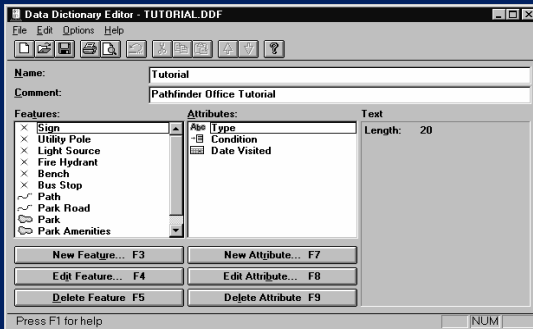 Data Dictionary Editor - TUTORIAL.DDF
File Edit Options Help
Name: Tutorial
Comment: Pathfinder Office Tutorial
Features: Attributes: Text
Sign
Utility Pole
Light Source
Fire Hydrant
Bench
Bus Stop
Path
Park Road
Park
Park Amenities
Abc Type
Condition
Date Visited
Length: 20
New Feature... F3 New Attribute... F7
Edit Feature... F4 Edit Attribute... F8
Delete Feature F5 Delete Attribute F9
Press F1 for help NUM